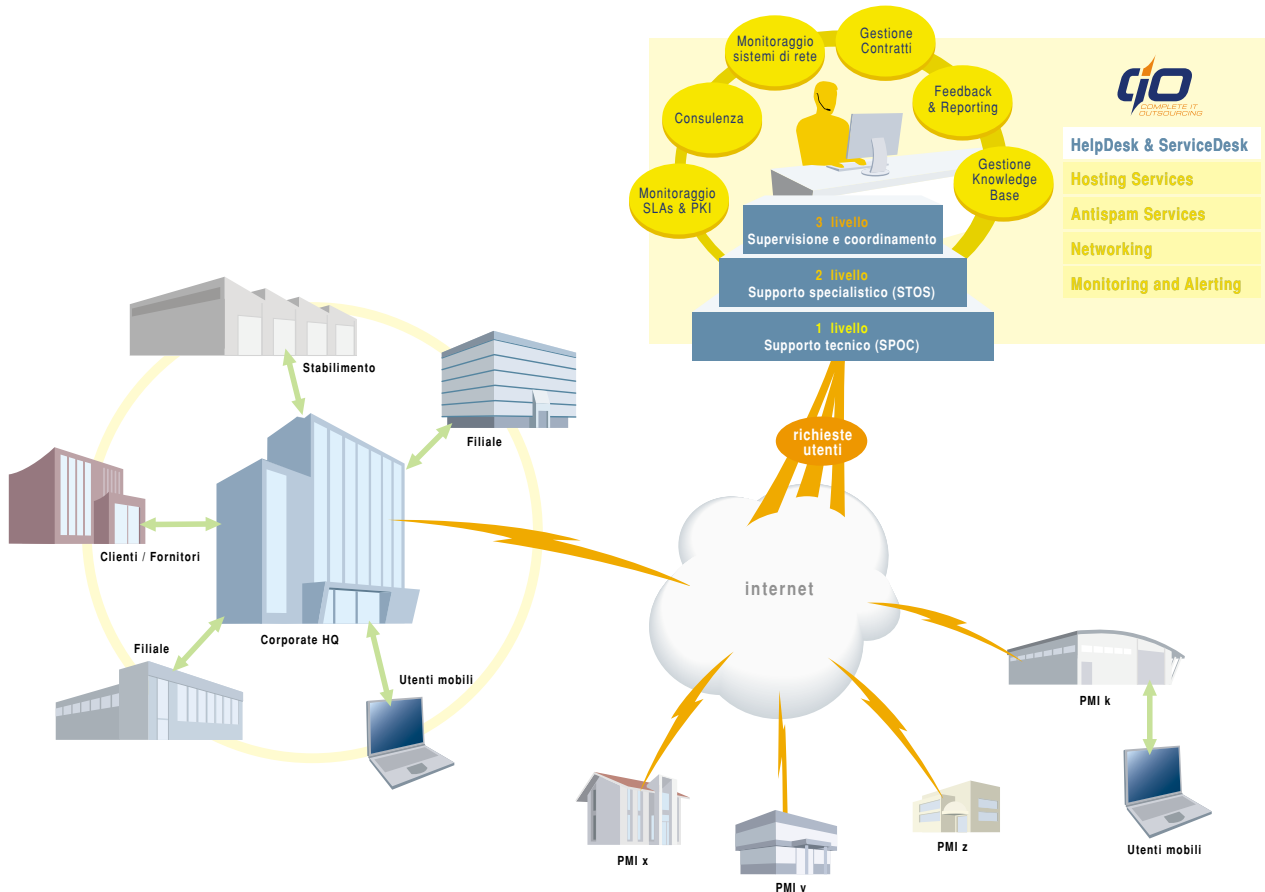 Monitoraggio
sistemi di rete
Gestione
Contratti
Feedback
& Reporting
Consulenza
Gestione
Knowledge
Base
Monitoraggio
SLAs & PKI
CIO
COMPLETE IT
OUTSOURCING
HelpDesk & ServiceDesk
Hosting Services
Antispam Services
Networking
Monitoring and Alerting
3 livello
Supervisione e coordinamento
2 livello
Supporto specialistico (STOS)
1 livello
Supporto tecnico (SPOC)
richieste
utenti
internet
Stabilimento
Filiale
Clienti / Fornitori
Corporate HQ
Filiale
Utenti mobili
PMI k
PMI x
PMI y
PMI z
Utenti mobili